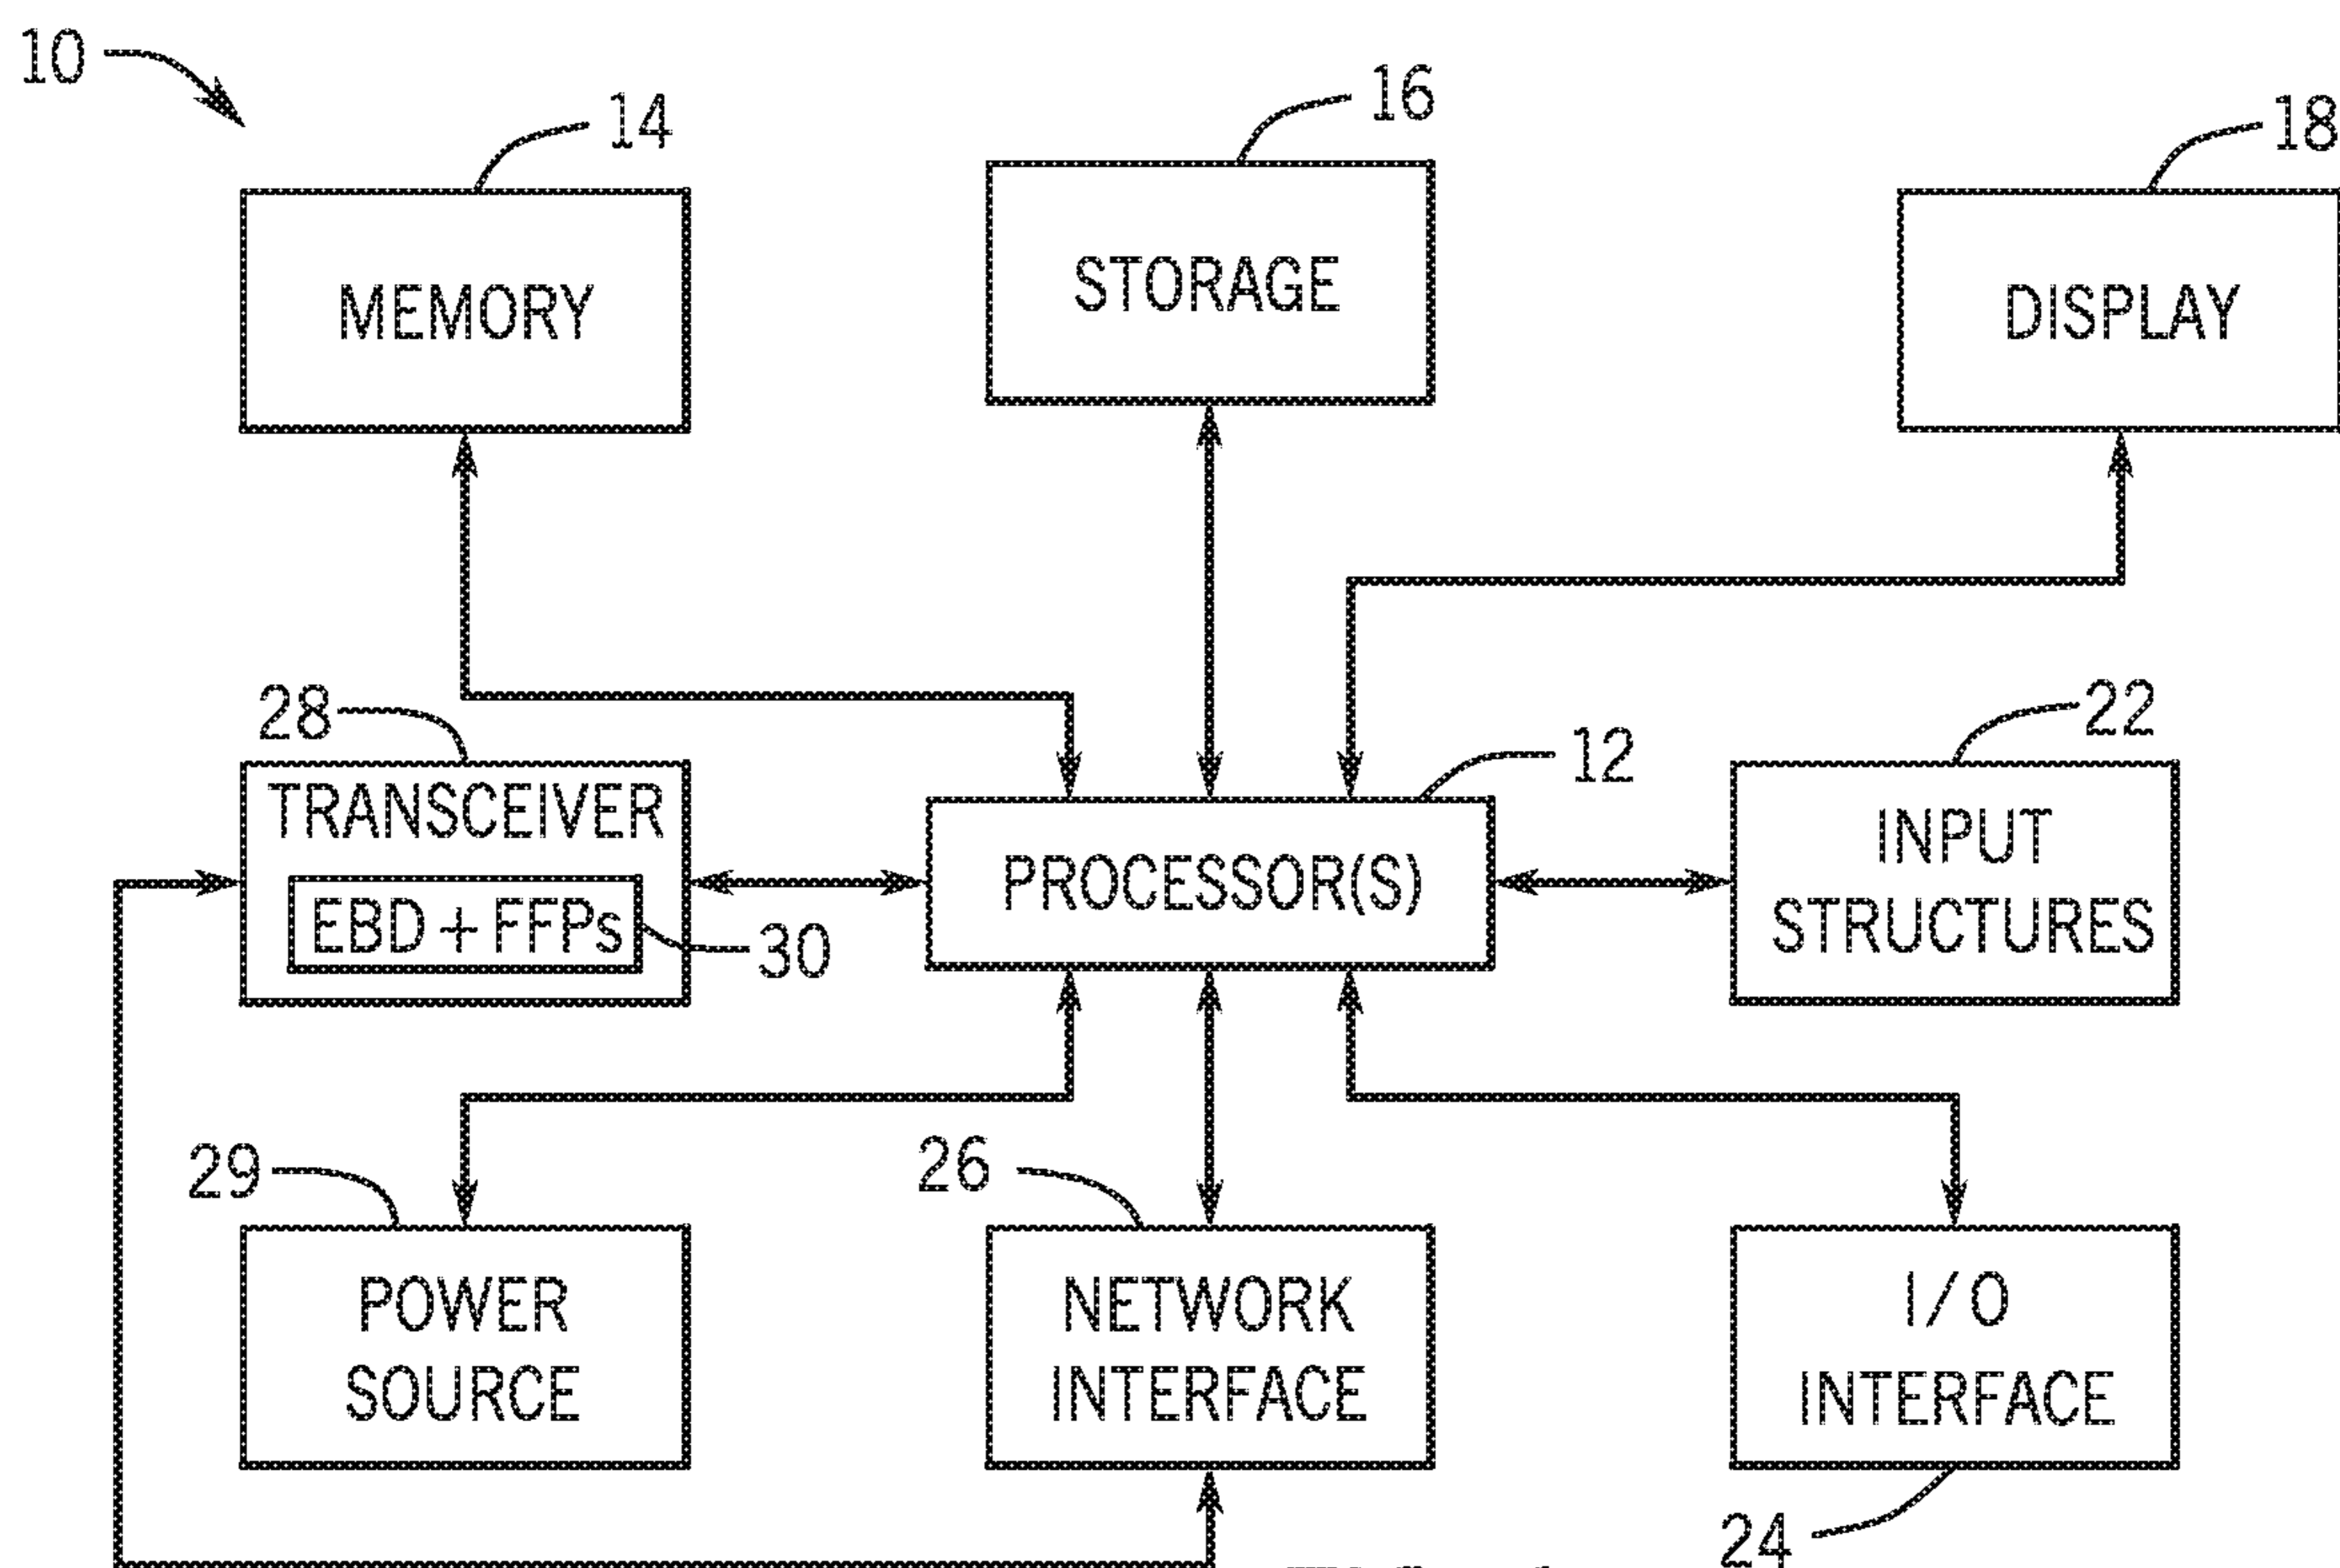 10
14
16
18
MEMORY
STORAGE
DISPLAY
28
22
12
TRANSCEIVER
EBD + FFPs
30
PROCESSOR(S)
INPUT
STRUCTURES
29
26
POWER
SOURCE
NETWORK
INTERFACE
I/O
INTERFACE
24